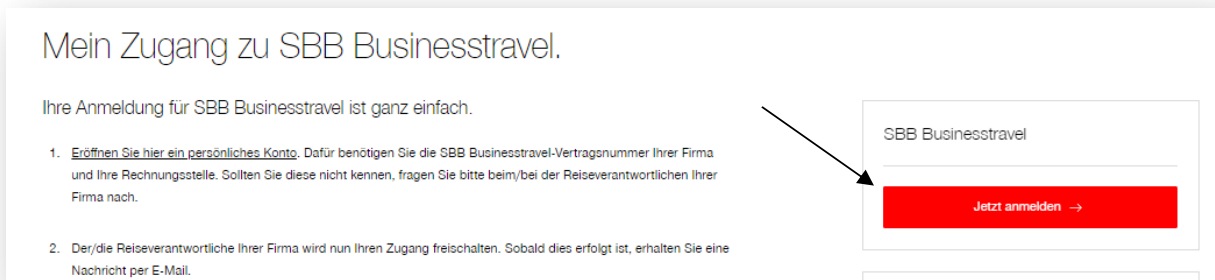 Mein Zugang zu SBB Businesstravel.
Ihre Anmeldung für SBB Businesstravel ist ganz einfach.
1. Eröffnen Sie hier ein persönliches Konto. Dafür benötigen Sie die SBB Businesstravel-Vertragsnummer Ihrer Firma
und Ihre Rechnungsstelle. Sollten Sie diese nicht kennen, fragen Sie bitte beim/bei der Reiseverantwortlichen Ihrer
Firma nach.
2. Der/die Reiseverantwortliche Ihrer Firma wird nun Ihren Zugang freischalten. Sobald dies erfolgt ist, erhalten Sie eine
Nachricht per E-Mail.
SBB Businesstravel
Jetzt anmelden →